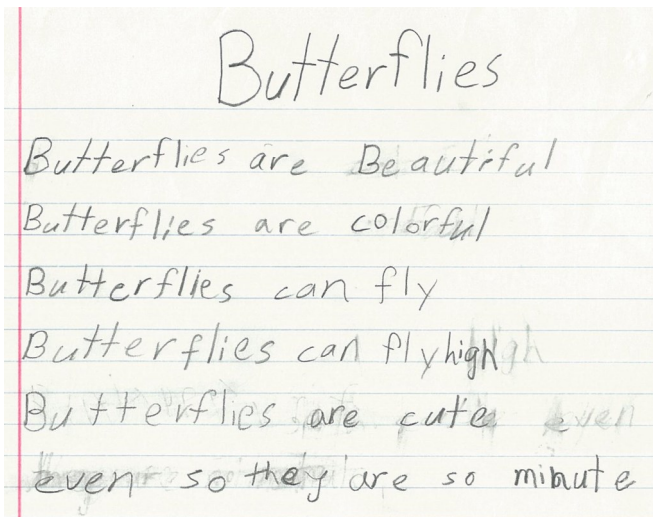 Butterflies
Butterflies are Beautiful
Butterflies are colorful
Butterflies can fly
Butterflies can fly high
Butterflies are cute even
even so they are so minute